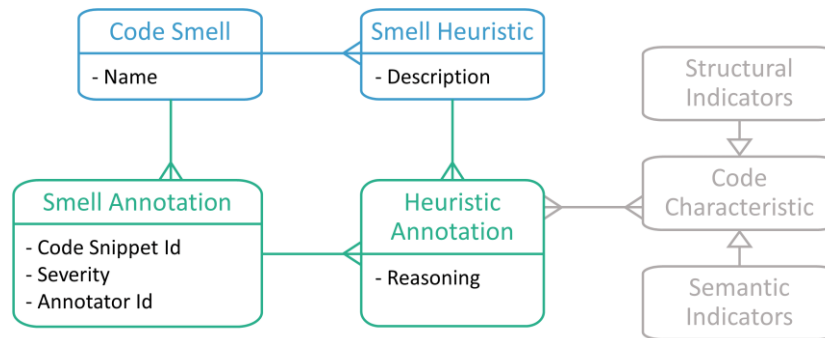 Code Smell
- Name
Smell Heuristic
- Description
Structural
Indicators
Smell Annotation
- Code Snippet Id
- Severity
- Annotator Id
Heuristic
Annotation
- Reasoning
Code
Characteristic
Semantic
Indicators